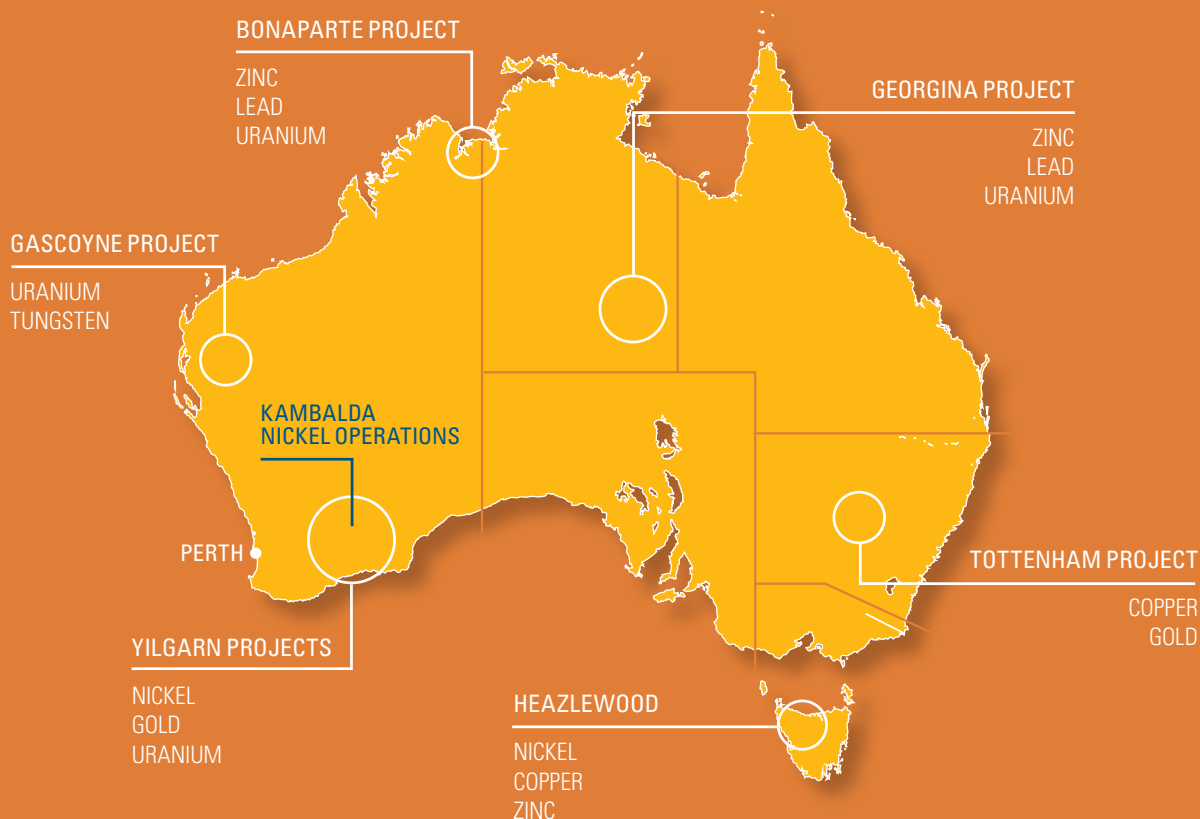 BONAPARTE PROJECT
ZINC
LEAD
URANIUM
GEORGINA PROJECT
ZINC
LEAD
URANIUM
GASCOYNE PROJECT
URANIUM
TUNGSTEN
KAMBALDA
NICKEL OPERATIONS
PERTH
TOTTENHAM PROJECT
COPPER
GOLD
YILGARN PROJECTS
NICKEL
GOLD
URANIUM
HEAZLEWOOD
NICKEL
COPPER
ZINC